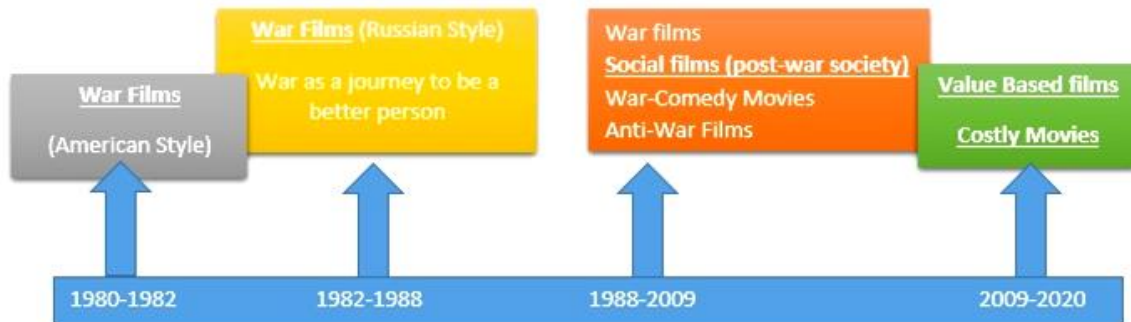 War Films
(American Style)
War Films (Russian Style)
War as a journey to be a
better person
War films
Social films (post-war society)
War-Comedy Movies
Anti-War Films
Value Based films
Costly Movies
1980-1982
1982-1988
1988-2009
2009-2020